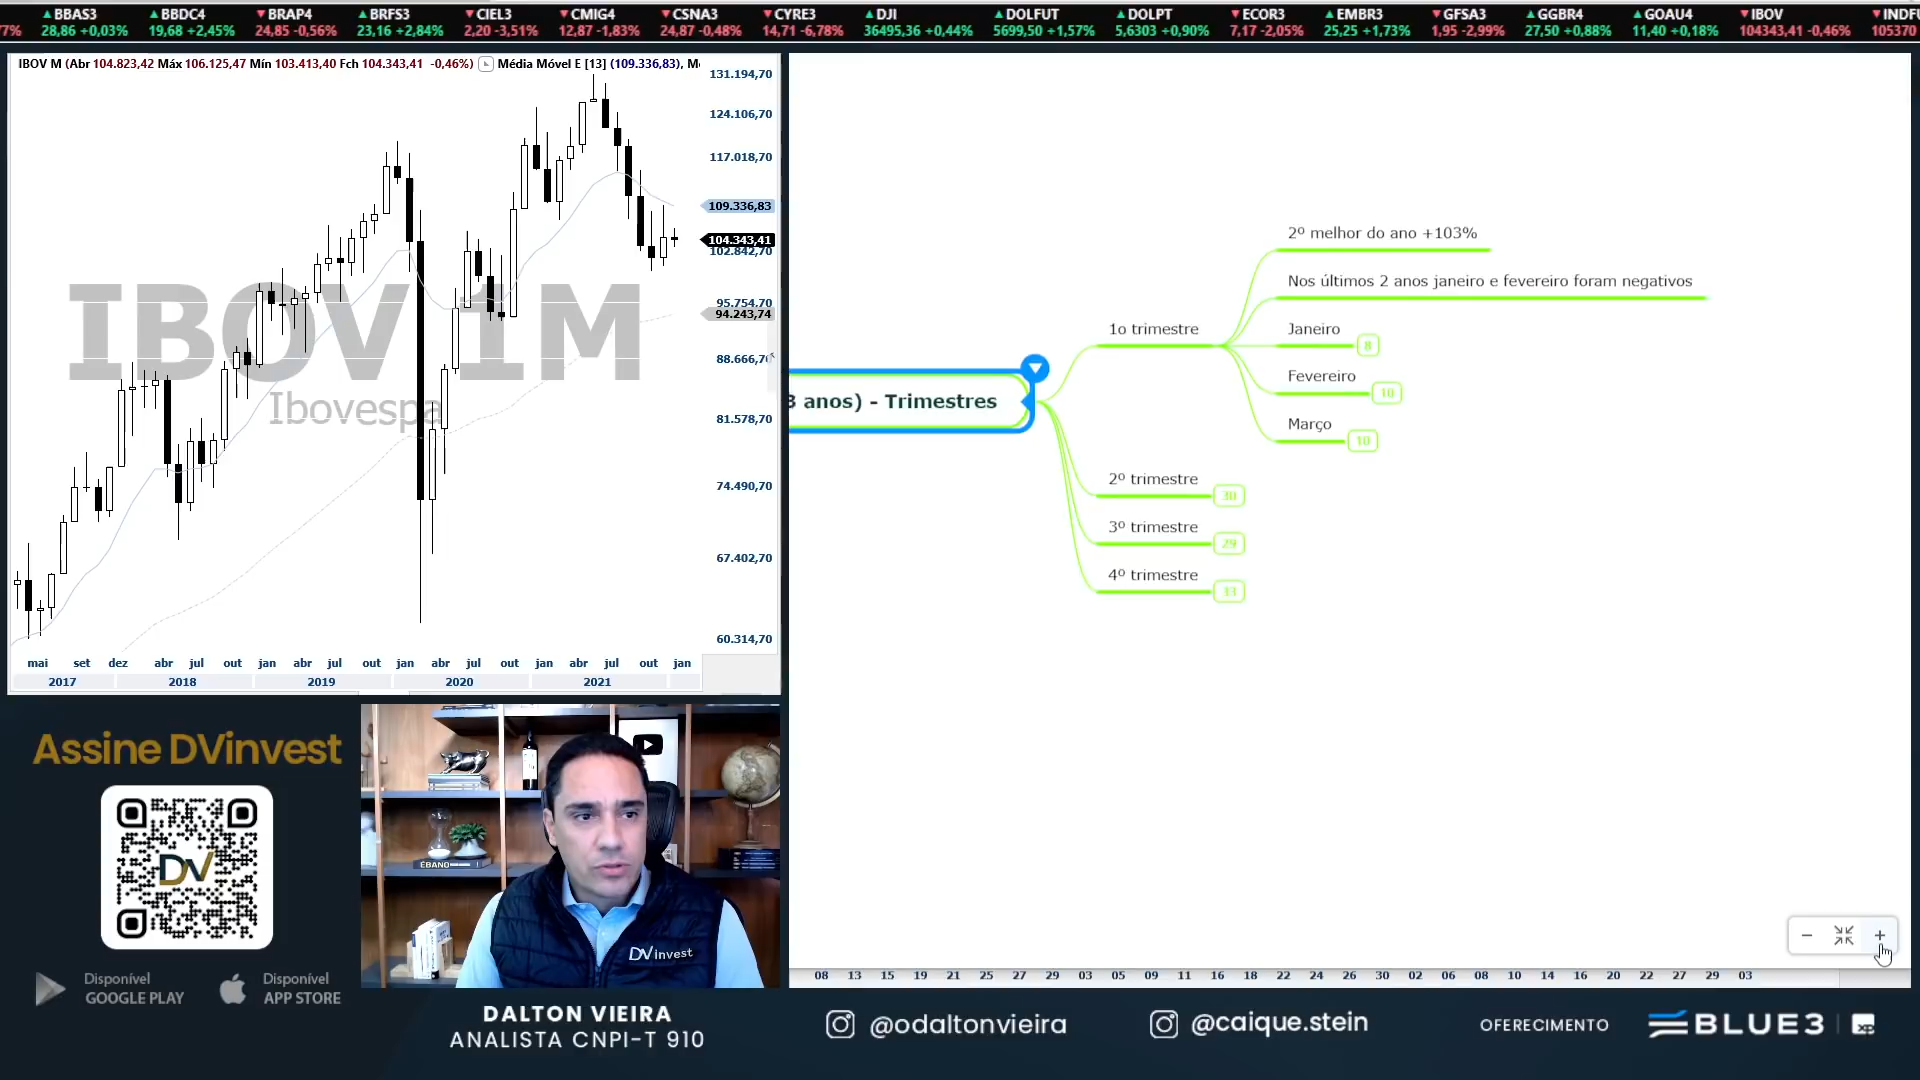 77%
BBAS3
28,86 +0,03%
BBDC4
19,68 +2,45%
BRAP4
24,85 -0,56%
BRFS3
23,16 +2,84%
CIEL3
2,20 -3,51%
CMIG4
12,87 -1,83%
CSNA3
24,87 -0,48%
CYRE3
14,71 -6,78%
DJI
36495,36 +0,44%
DOLFUT
5699,50 +1,57%
DOLPT
5,6303 +0,90%
ECOR3
7,17 -2,05%
EMBR3
25,25 +1,73%
GFSA3
1,95 -2,99%
GGBR4
27,50 +0,88%
GOAU4
11,40 +0,18%
IBOV
104343,41 -0,46%
INDFU
105370
IBOV M (Abr 104.823,42 Máx 106.125,47 Mín 103.413,40 Fch 104.343,41 -0,46%) Média Móvel E [13] (109.336,83), M
131.194,70
124.106,70
117.018,70
109.336,83
104.343,41
102.842,70
95.754,70
94.243,74
88.666,70
81.578,70
74.490,70
67.402,70
60.314,70
IBOV 1M
Ibovespa
mai set dez abr jul out jan abr jul out jan abr jul out jan abr jul out jan
2017 2018 2019 2020 2021
3 anos) - Trimestres
1o trimestre
2º melhor do ano +103%
Nos últimos 2 anos janeiro e fevereiro foram negativos
Janeiro 8
Fevereiro 10
Março 10
2º trimestre 30
3º trimestre 29
4º trimestre 33
08 13 15 19 21 25 27 29 03 05 09 11 16 18 22 24 26 30 02 06 08 10 14 16 20 22 27 29 03
Assine DVinvest
DV
Disponível
GOOGLE PLAY
Disponível
APP STORE
ÉBANO
DVinvest
DALTON VIEIRA
ANALISTA CNPI-T 910
@odaltonvieira
@caique.stein
OFERECIMENTO
BLUE3
xp